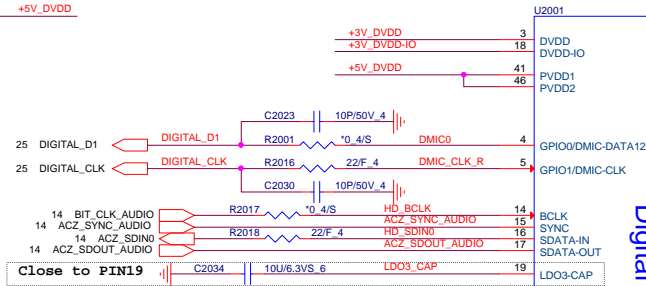 +5V_DVDD
U2001
+3V_DVDD 3 DVDD
+3V_DVDD-IO 18 DVDD-IO
+5V_DVDD 41 PVDD1
46 PVDD2
C2023 10P/50V_4
25 DIGITAL_D1 DIGITAL_D1 R2001 *0_4/S DMIC0 4 GPIO0/DMIC-DATA12
25 DIGITAL_CLK DIGITAL_CLK R2016 22/F_4 DMIC_CLK_R 5 GPIO1/DMIC-CLK
C2030 10P/50V_4
14 BIT_CLK_AUDIO R2017 *0_4/S HD_BCLK 14 BCLK
14 ACZ_SYNC_AUDIO ACZ_SYNC_AUDIO 15 SYNC
14 ACZ_SDIN0 R2018 22/F_4 HD_SDIN0 16 SDATA-IN
14 ACZ_SDOUT_AUDIO ACZ_SDOUT_AUDIO 17 SDATA-OUT
Close to PIN19 C2034 10U/6.3VS_6 LDO3_CAP 19 LDO3-CAP
Digital